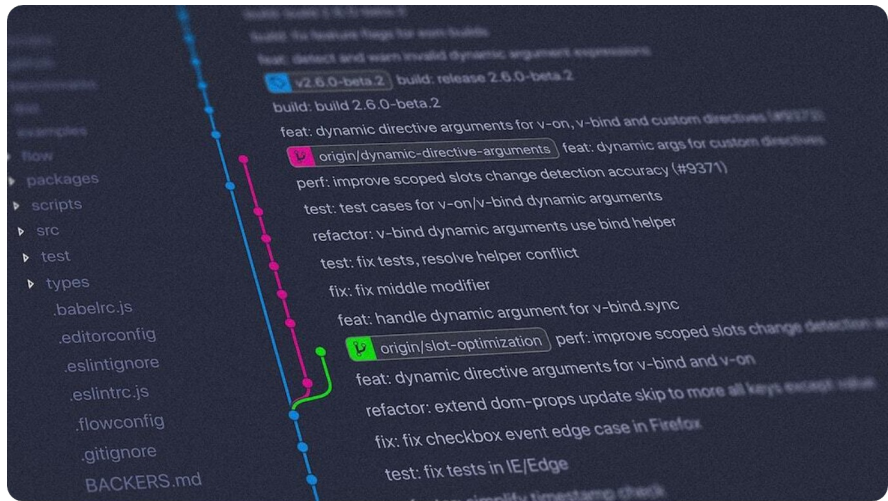 examples
flow
packages
scripts
src
test
types
.babelrc.js
.editorconfig
.eslintignore
.eslintrc.js
.flowconfig
.gitignore
BACKERS.md
feat: detect and warn invalid dynamic argument expressions
v2.6.0-beta.2 build: release 2.6.0-beta.2
build: build 2.6.0-beta.2
feat: dynamic directive arguments for v-on, v-bind and custom directives (#9373)
origin/dynamic-directive-arguments feat: dynamic args for custom directives
perf: improve scoped slots change detection accuracy (#9371)
test: test cases for v-on/v-bind dynamic arguments
refactor: v-bind dynamic arguments use bind helper
test: fix tests, resolve helper conflict
fix: fix middle modifier
feat: handle dynamic argument for v-bind.sync
origin/slot-optimization perf: improve scoped slots change detection
feat: dynamic directive arguments for v-bind and v-on
refactor: extend dom-props update skip to more all keys except value
fix: fix checkbox event edge case in Firefox
test: fix tests in IE/Edge
simplify timestamp check